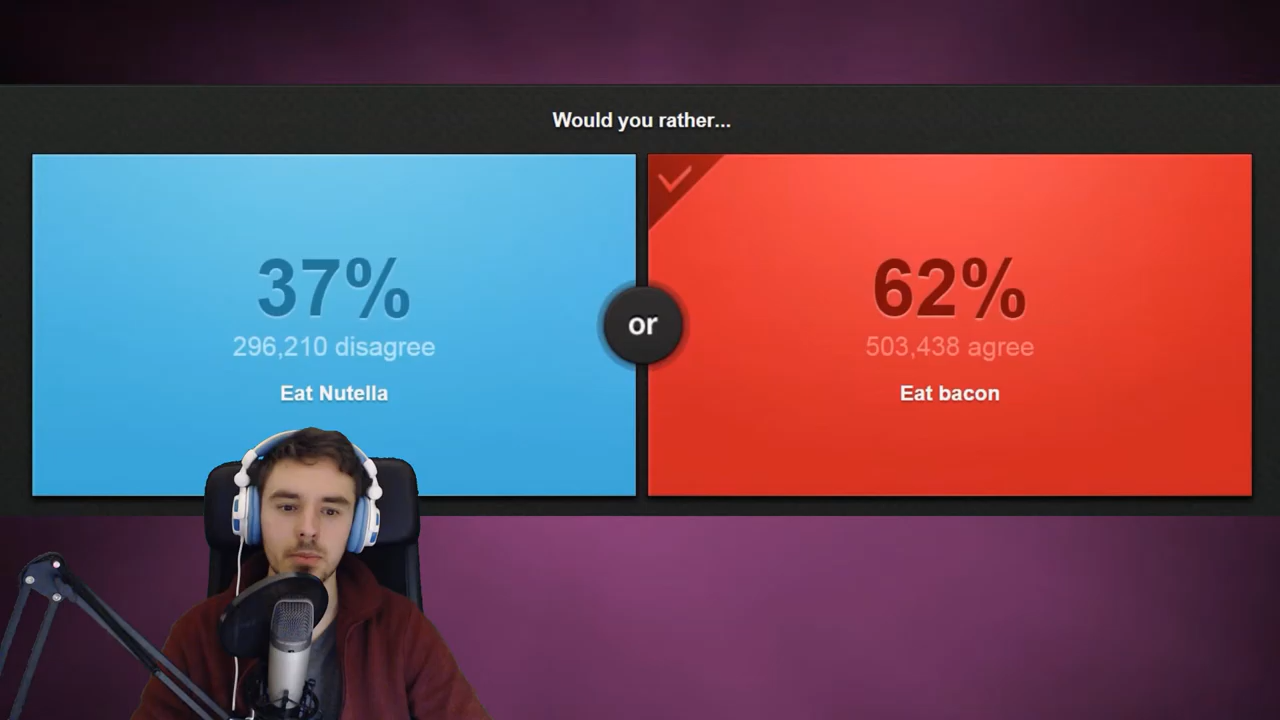 Would you rather...
37%
296,210 disagree
Eat Nutella
or
62%
503,438 agree
Eat bacon